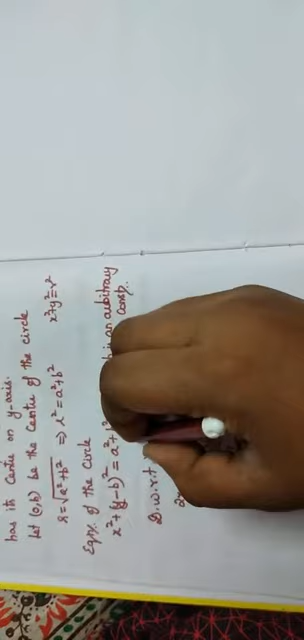 has its centre on y-axis.
Let (0,b) be the centre of the circle
r = √a²+b² ⇒ r² = a²+b² x²+y²=r²
Eqn. of the circle
x²+(y-b)² = a²+b² is an arbitrary const.
D.w.r.t